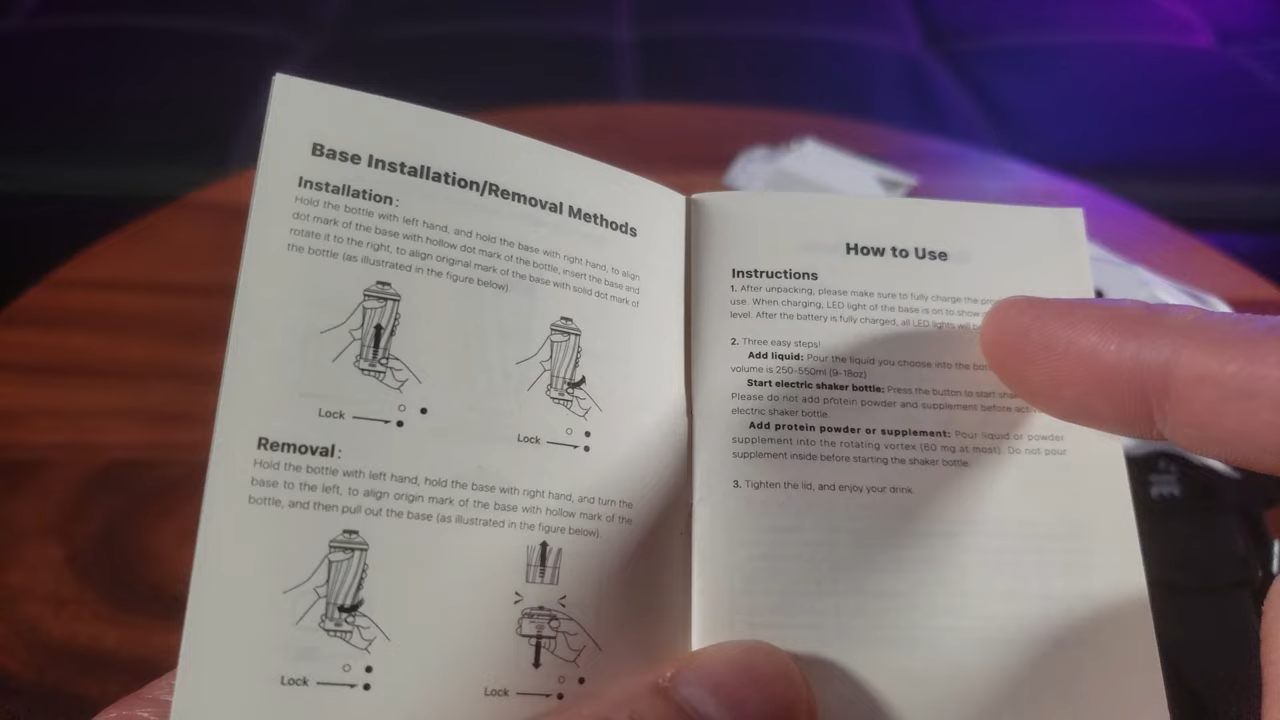 Base Installation/Removal Methods
Installation:
Hold the bottle with left hand, and hold the base with right hand, to align
dot mark of the base with hollow dot mark of the bottle, insert the base and
rotate it to the right, to align original mark of the base with solid dot mark of
the bottle (as illustrated in the figure below).
Lock
Lock
Removal:
Hold the bottle with left hand, hold the base with right hand, and turn the
base to the left, to align origin mark of the base with hollow mark of the
bottle, and then pull out the base (as illustrated in the figure below).
Lock
Lock
How to Use
Instructions
1. After unpacking, please make sure to fully charge the
use. When charging, LED light of the base is on to show
level. After the battery is fully charged, all LED lights will
2. Three easy steps!
Add liquid: Pour the liquid you choose into the
volume is 250-550ml (9-18oz)
Start electric shaker bottle: Press the button to start
Please do not add protein powder and supplement before
electric shaker bottle.
Add protein powder or supplement: Pour liquid or powder
supplement into the rotating vortex (60 mg at most). Do not pour
supplement inside before starting the shaker bottle.
3. Tighten the lid, and enjoy your drink.